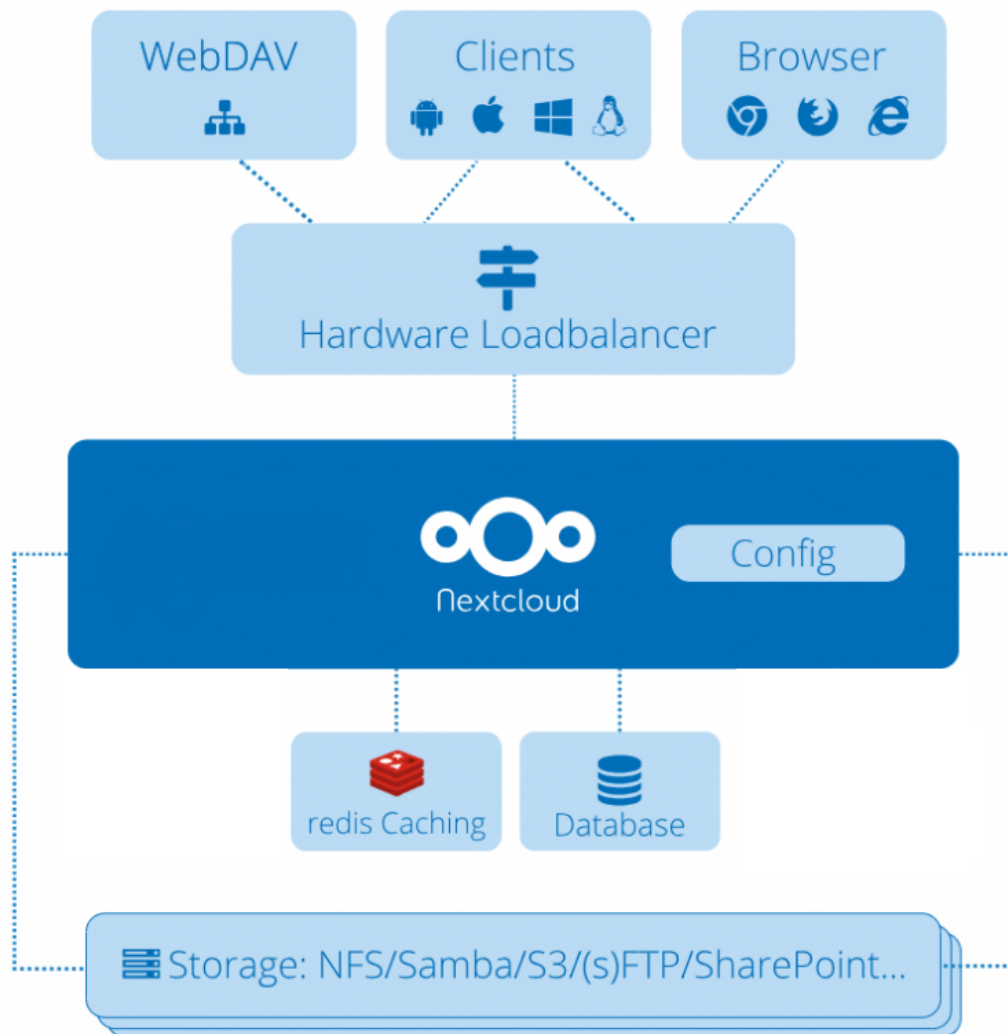 WebDAV
Clients
Browser
Hardware Loadbalancer
Nextcloud
Config
redis Caching
Database
Storage: NFS/Samba/S3/(s)FTP/SharePoint...